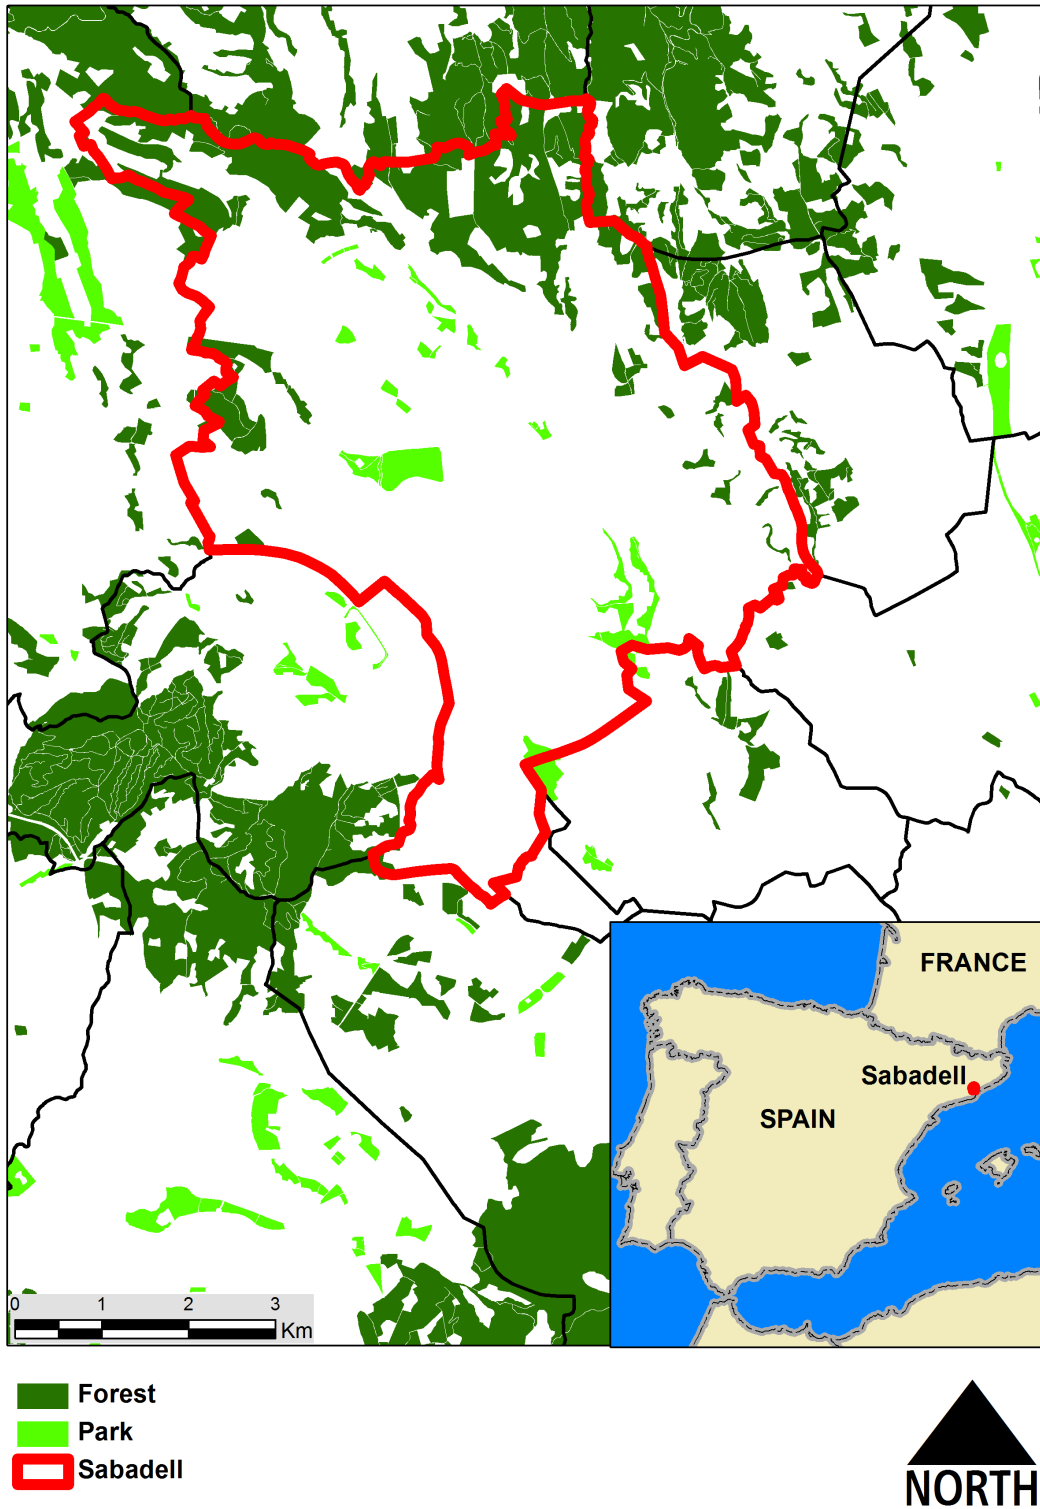 FRANCE
Sabadell
SPAIN
0 1 2 3
Km
Forest
Park
Sabadell
NORTH